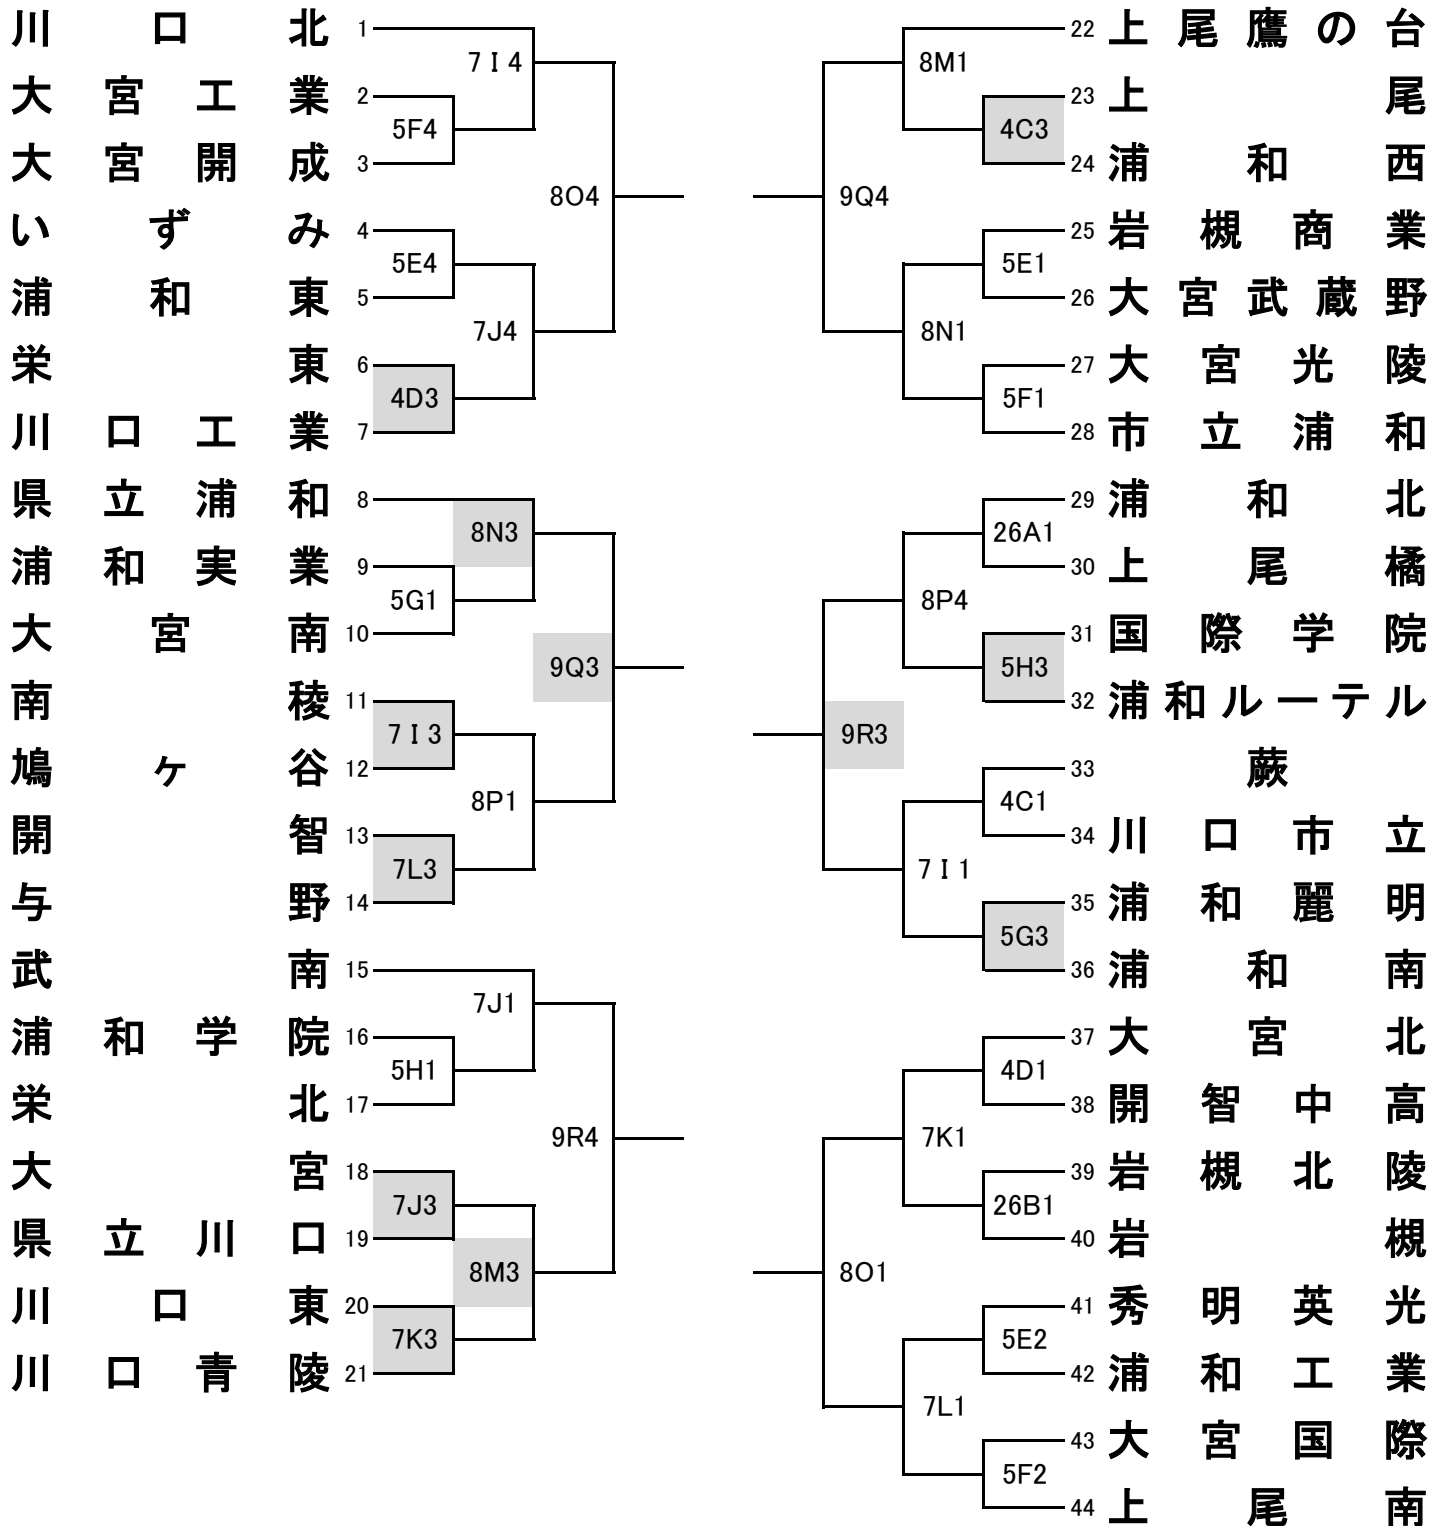 川口北 1
7I4
大宮工業 2
5F4
大宮開成 3
8O4
いずみ 4
5E4
浦和東 5
7J4
栄東 6
4D3
川口工業 7
県立浦和 8
8N3
浦和実業 9
5G1
大宮南 10
9Q3
南稜 11
7I3
鳩ヶ谷 12
8P1
開智 13
7L3
与野 14
武南 15
7J1
浦和学院 16
5H1
栄北 17
9R4
大宮 18
7J3
県立川口 19
8M3
川口東 20
7K3
川口青陵 21
22 上尾鷹の台
8M1
23 上尾
4C3
24 浦和西
9Q4
25 岩槻商業
5E1
26 大宮武蔵野
8N1
27 大宮光陵
5F1
28 市立浦和
29 浦和北
26A1
30 上尾橘
8P4
31 国際学院
5H3
32 浦和ルーテル
9R3
33 蕨
4C1
34 川口市立
7I1
35 浦和麗明
5G3
36 浦和南
37 大宮北
4D1
38 開智中高
7K1
39 岩槻北陵
26B1
40 岩槻
8O1
41 秀明英光
5E2
42 浦和工業
7L1
43 大宮国際
5F2
44 上尾南